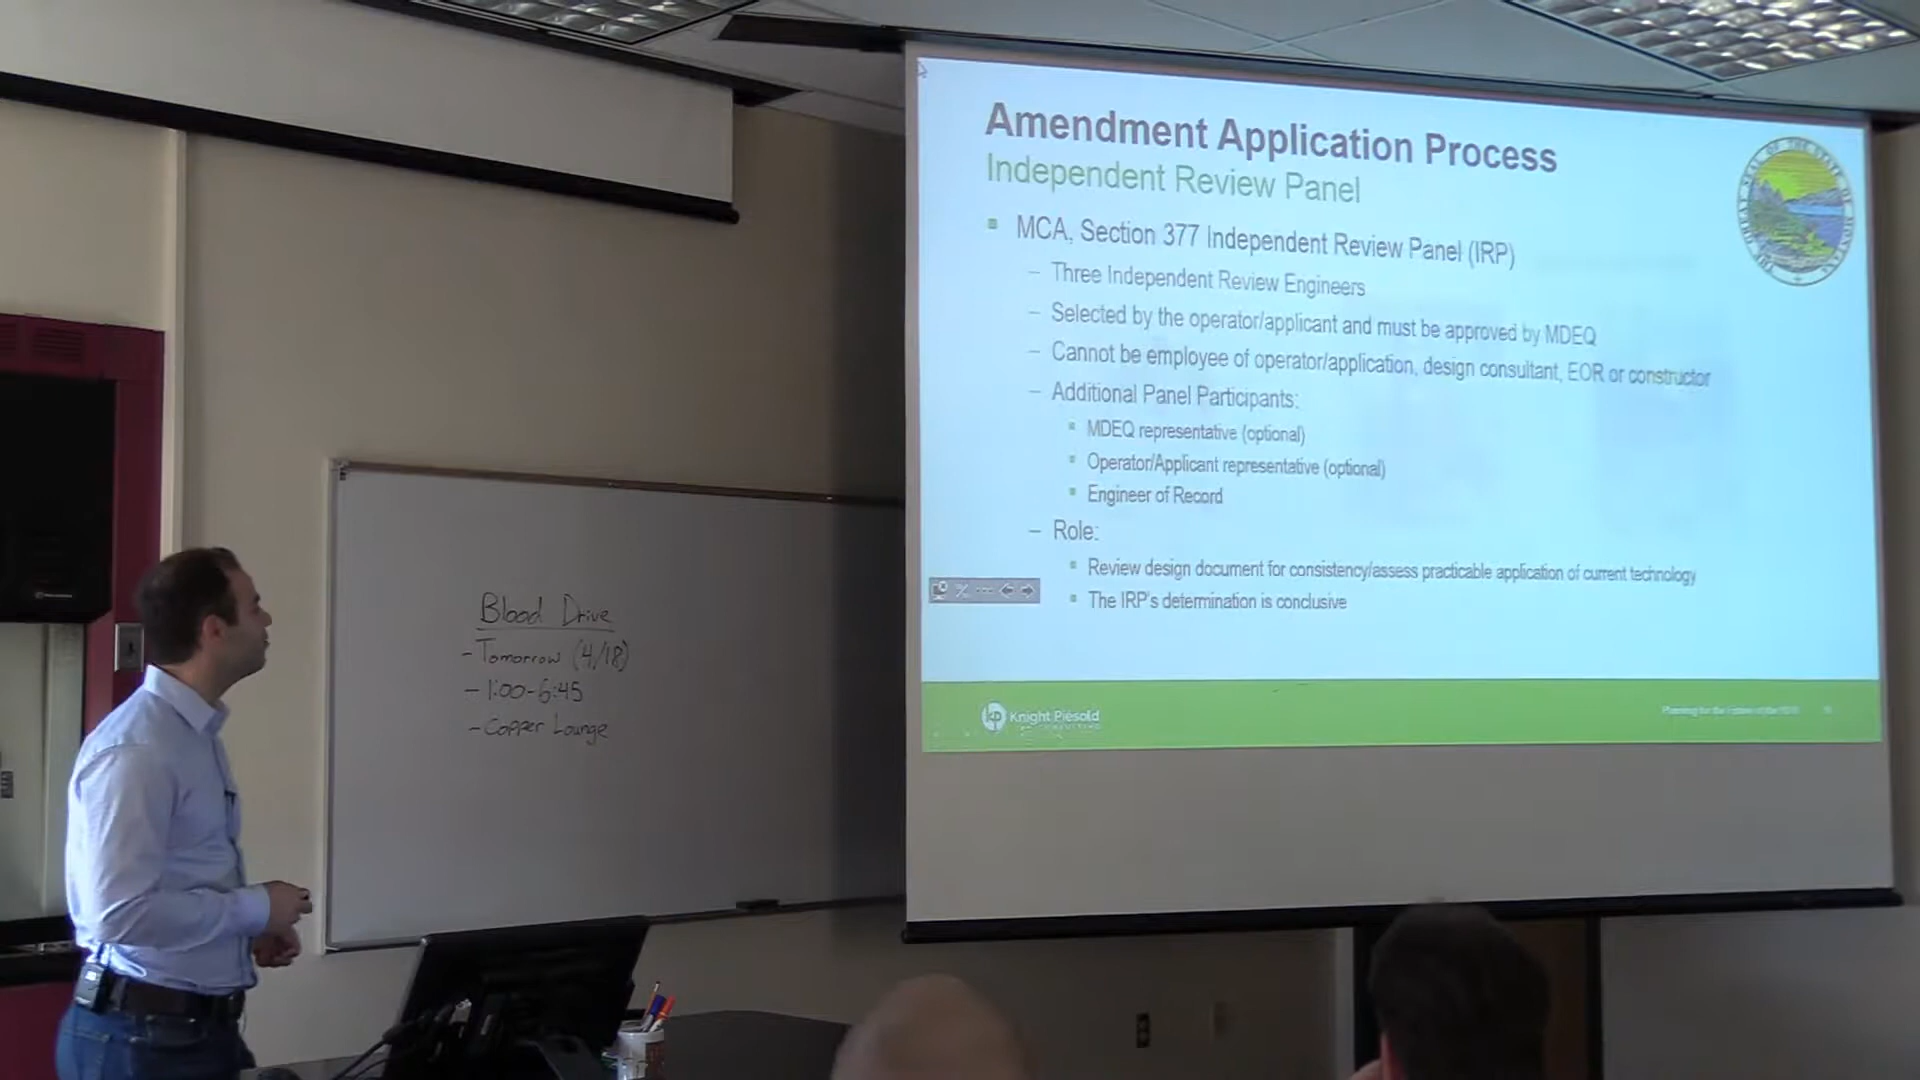 Amendment Application Process
Independent Review Panel
MCA, Section 377 Independent Review Panel (IRP)
– Three Independent Review Engineers
– Selected by the operator/applicant and must be approved by MDEQ
– Cannot be employee of operator/application, design consultant, EOR or constructor
– Additional Panel Participants:
MDEQ representative (optional)
Operator/Applicant representative (optional)
Engineer of Record
– Role:
Review design document for consistency/assess practicable application of current technology
The IRP's determination is conclusive
kp Knight Piésold
CONSULTING
Blood Drive
- Tomorrow (4/18)
- 1:00-6:45
- Copper Lounge